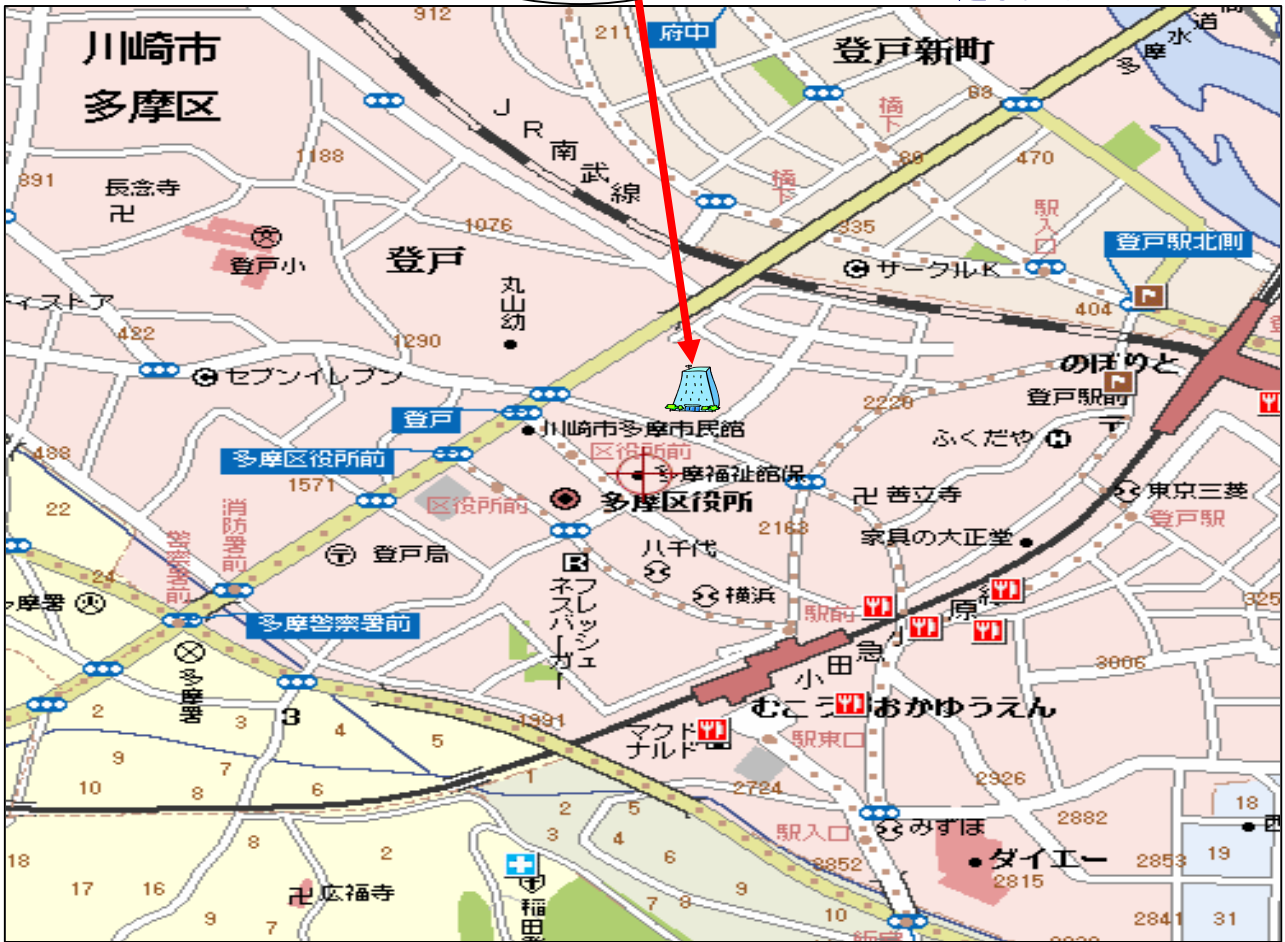 912
211
府中
川崎市
多摩区
登戸新町
多摩水道
68
橋下
JR南武線
1188
86
470
891
長念寺
橋下
駅入口
1076
335
登戸駅北側
登戸小
登戸
サークルK
丸山幼
ィストア
404
482
1290
のぼりと
セブンイレブン
登戸駅前
2226
登戸
川崎市多摩市民館
ふくだや
488
多摩区役所前
区役所前
多摩福祉館保
1571
善立寺
東京三菱
22
消防署前
区役所前
多摩区役所
登戸駅
2163
家具の大正堂
警察署前
登戸局
八千代
24
フレッシュネスバーガー
横浜
摩署
駅前
325
多摩警察署前
小田急小田原線
多摩署
3006
むこう
おかゆうえん
2
3
3
4
1391
マクドナルド
駅東口
9
7
5
10
8
6
1
2724
2926
2
5
18
3
4
駅入口
みずほ
2882
8
2
6
2852
ダイエー
2853
19
18
17
16
広福寺
稲田
9
2815
7
8
10
2841
31
9
7